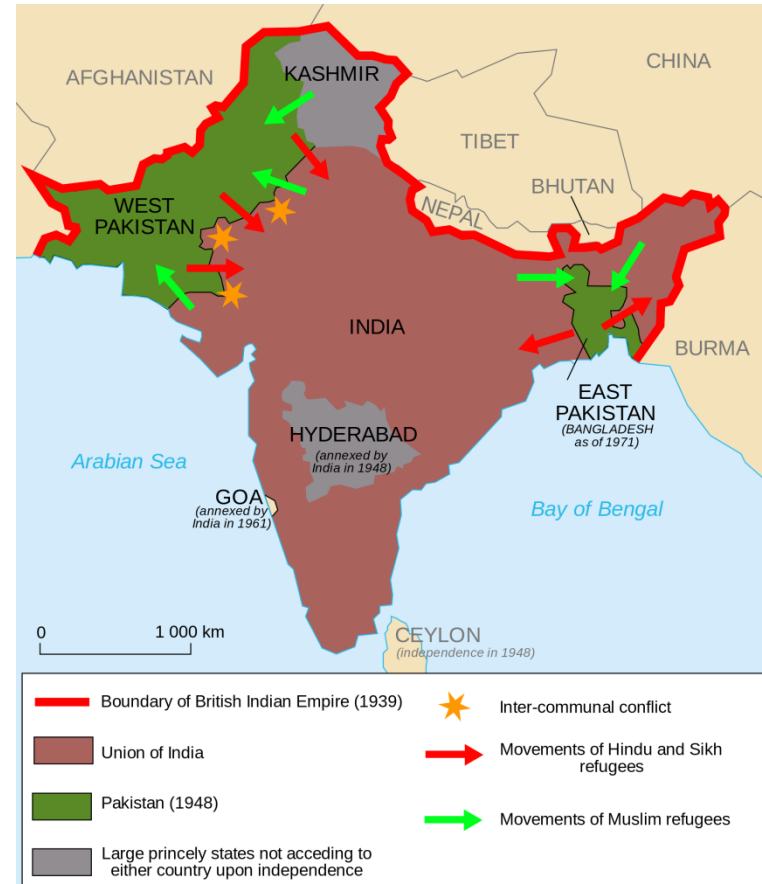 CHINA
AFGHANISTAN
KASHMIR
TIBET
BHUTAN
NEPAL
WEST
PAKISTAN
INDIA
BURMA
EAST
PAKISTAN
(BANGLADESH
as of 1971)
HYDERABAD
(annexed by
India in 1948)
Arabian Sea
GOA
(annexed by
India in 1961)
Bay of Bengal
0 1 000 km
CEYLON
(independence in 1948)
Boundary of British Indian Empire (1939)
Union of India
Pakistan (1948)
Large princely states not acceding to
either country upon independence
Inter-communal conflict
Movements of Hindu and Sikh
refugees
Movements of Muslim refugees